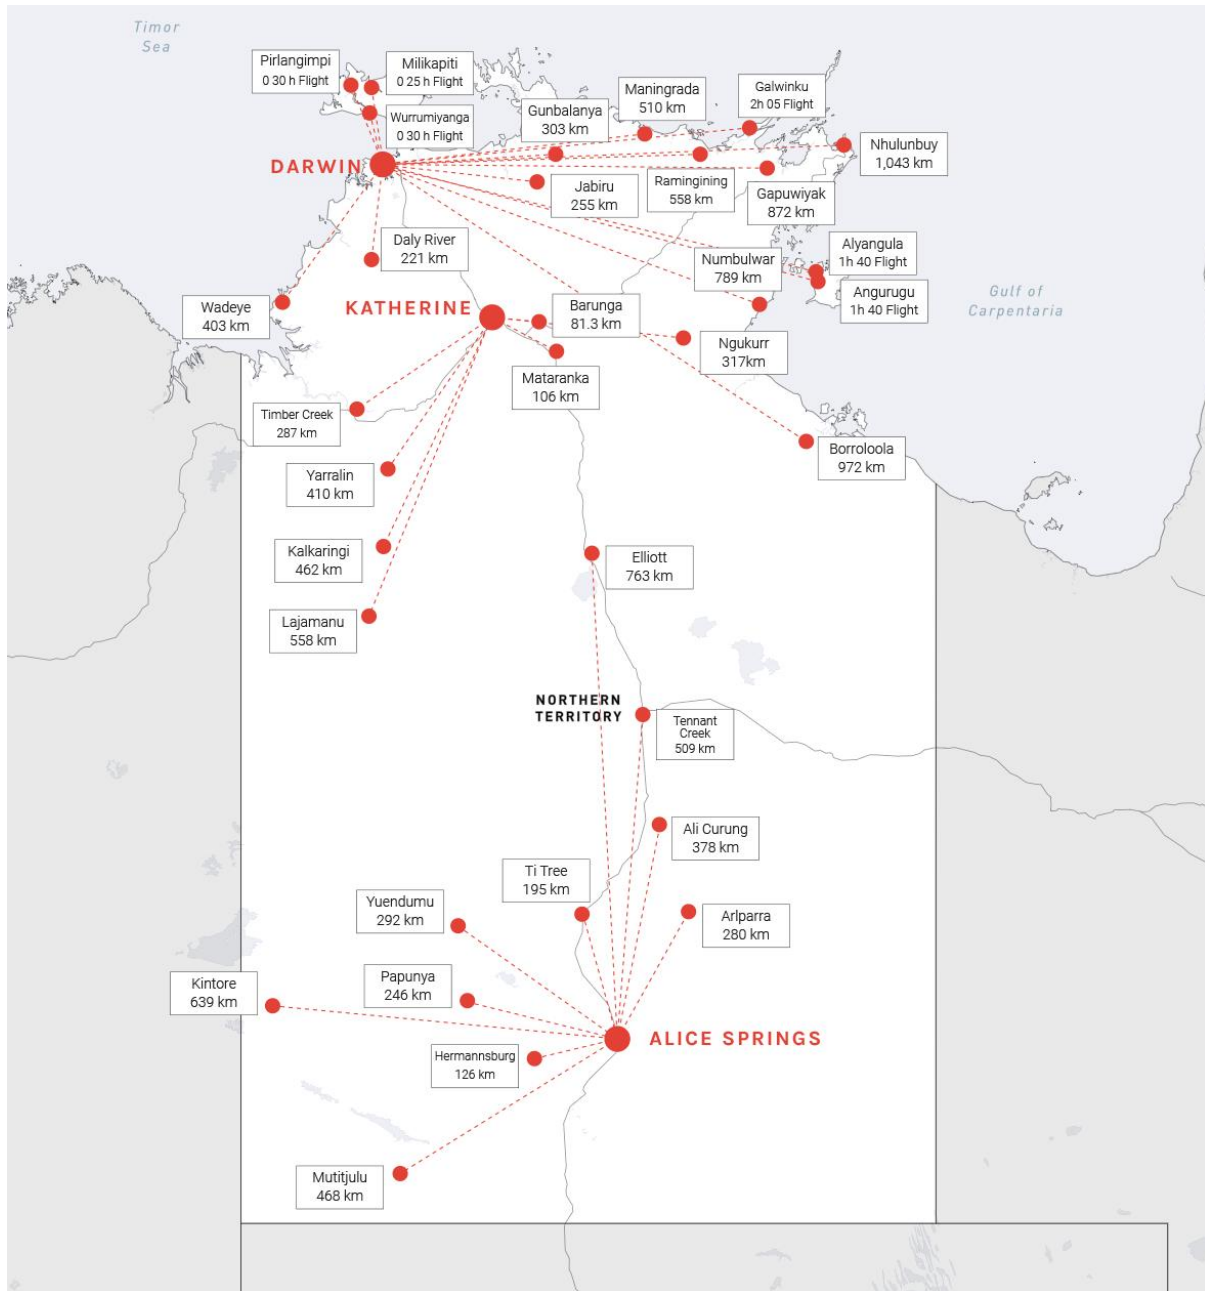 Timor
Sea
Pirlangimpi
0 30 h Flight
Milikapiti
0 25 h Flight
Wurrumiyanga
0 30 h Flight
Gunbalanya
303 km
Maningrada
510 km
Galwinku
2h 05 Flight
Nhulunbuy
1,043 km
DARWIN
Jabiru
255 km
Ramingining
558 km
Gapuwiyak
872 km
Daly River
221 km
Numbulwar
789 km
Alyangula
1h 40 Flight
Angurugu
1h 40 Flight
Gulf of
Carpentaria
Wadeye
403 km
KATHERINE
Barunga
81.3 km
Ngukurr
317km
Mataranka
106 km
Timber Creek
287 km
Borroloola
972 km
Yarralin
410 km
Kalkaringi
462 km
Elliott
763 km
Lajamanu
558 km
NORTHERN
TERRITORY
Tennant
Creek
509 km
Ali Curung
378 km
Ti Tree
195 km
Yuendumu
292 km
Arlparra
280 km
Kintore
639 km
Papunya
246 km
ALICE SPRINGS
Hermannsburg
126 km
Mutitjulu
468 km